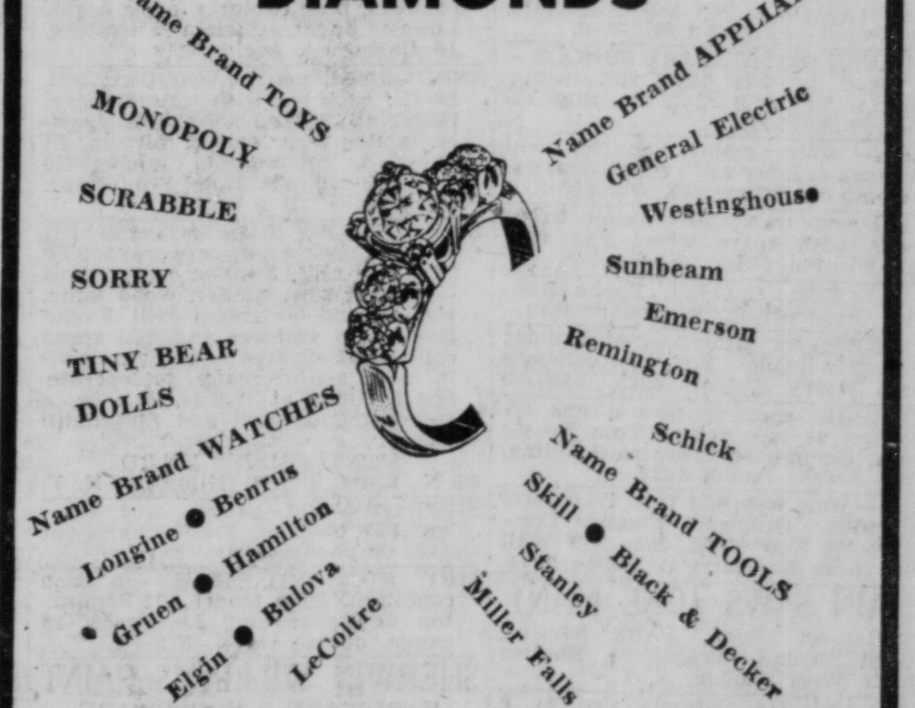 DIAMONDS
Name Brand TOYS
MONOPOLY
SCRABBLE
SORRY
TINY BEAR
DOLLS
Name Brand WATCHES
Longine ● Benrus
Gruen ● Hamilton
Elgin ● Bulova
LeColtre
Name Brand
General Electric
Westinghouse
Sunbeam
Emerson
Remington
Schick
Name Brand TOOLS
Skill ● Black & Decker
Stanley
Miller Falls